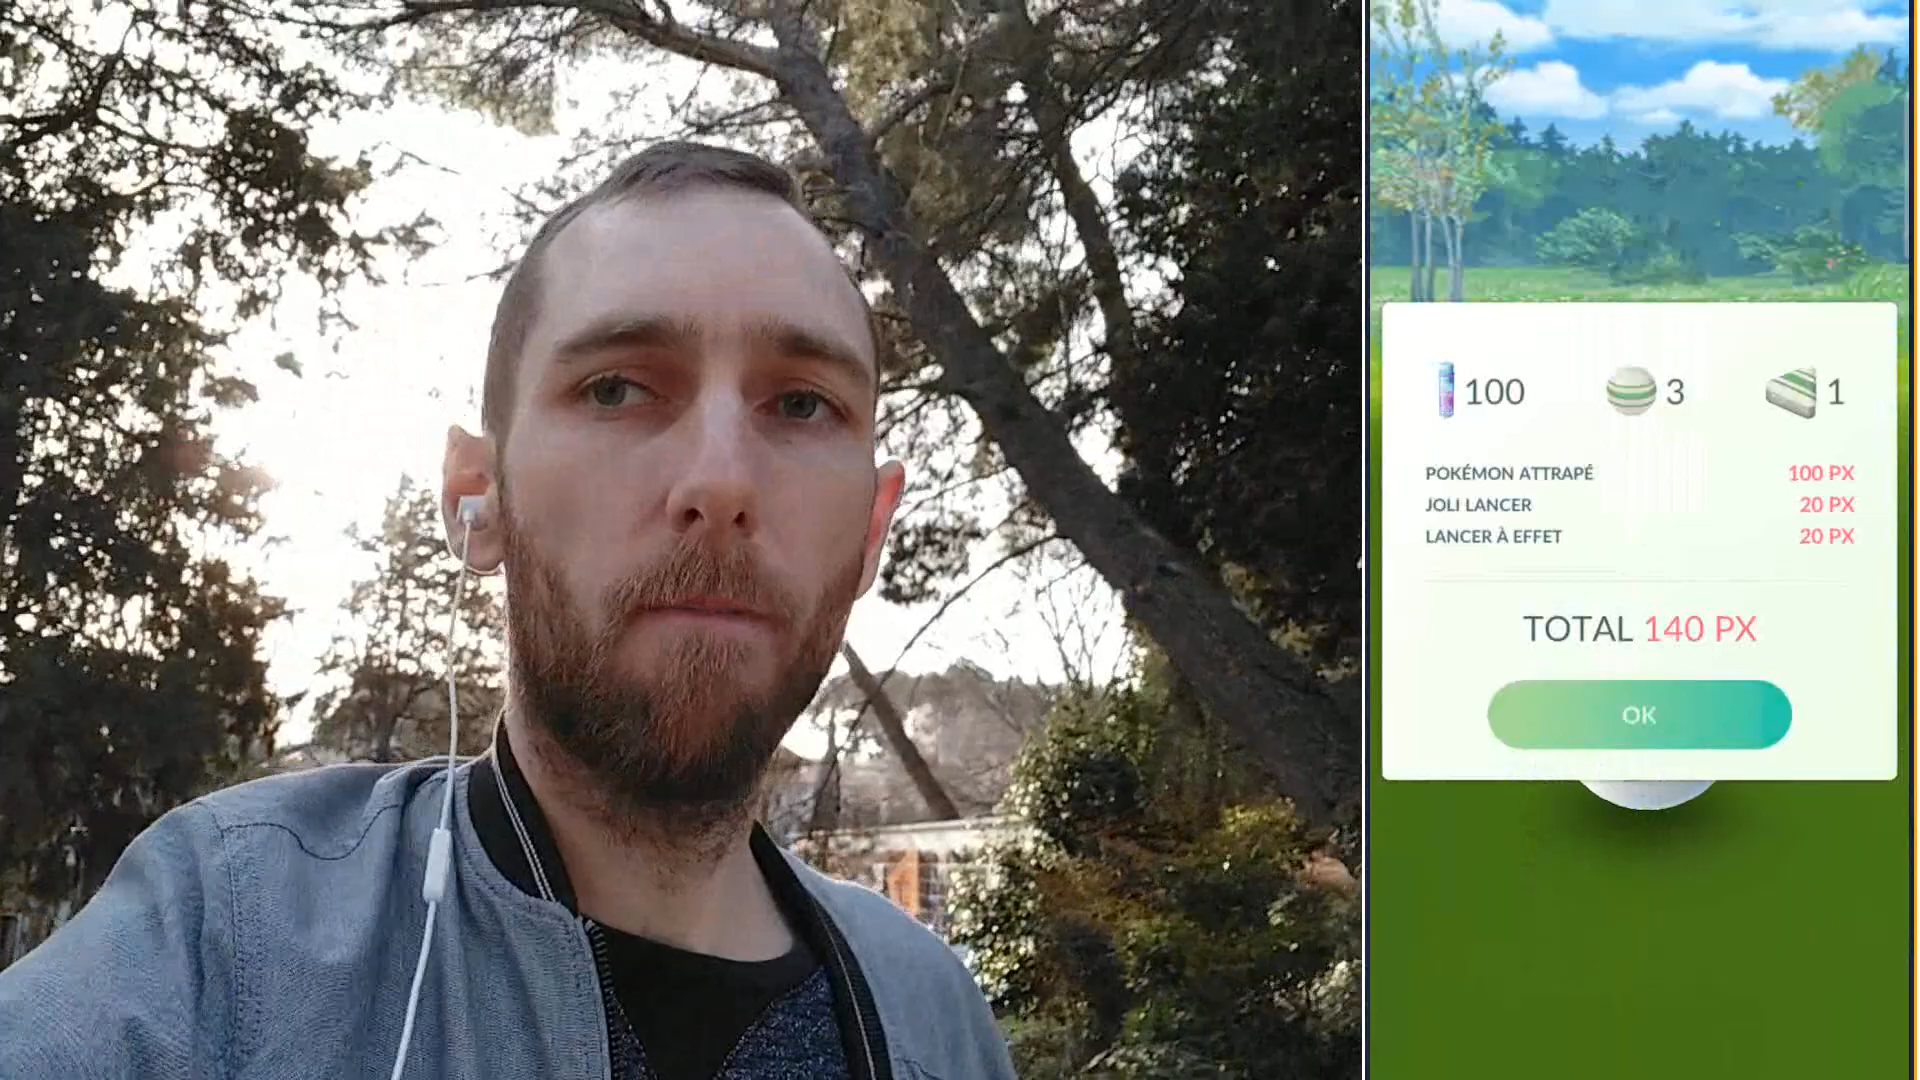 100 3 1
POKÉMON ATTRAPÉ 100 PX
JOLI LANCER 20 PX
LANCER À EFFET 20 PX
TOTAL 140 PX
OK